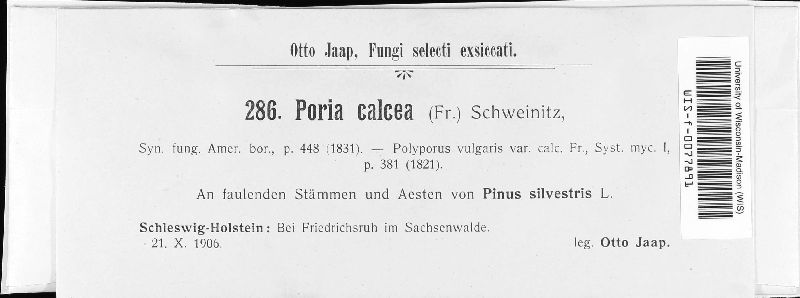 Otto Jaap, Fungi selecti exsiccati.
286. Poria calcea (Fr.) Schweinitz,
Syn. fung. Amer. bor., p. 448 (1831). — Polyporus vulgaris var. calc. Fr., Syst. myc. I,
p. 381 (1821).
An faulenden Stämmen und Aesten von Pinus silvestris L.
Schleswig-Holstein: Bei Friedrichsruh im Sachsenwalde.
21. X. 1906.
leg. Otto Jaap.
University of Wisconsin-Madison (WIS)
WIS-f-0077891